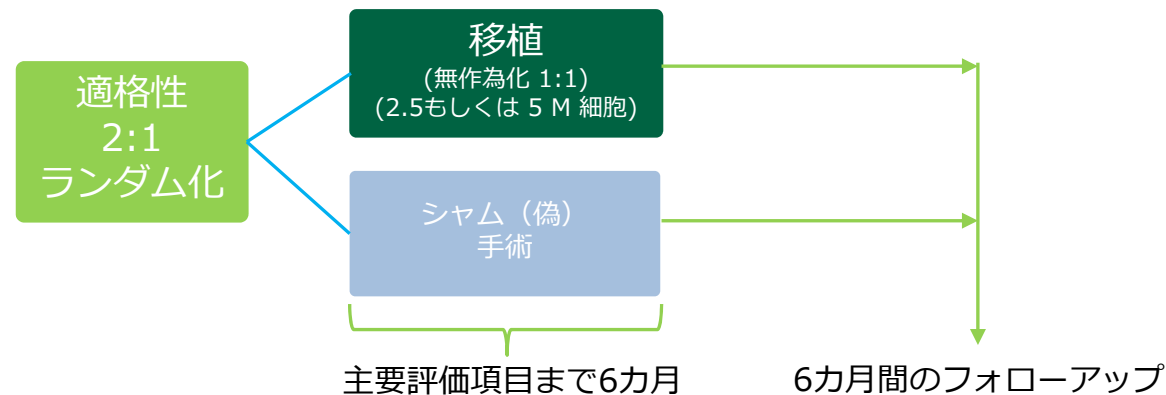 適格性
2:1
ランダム化
移植
(無作為化 1:1)
(2.5もしくは 5 M 細胞)
シャム（偽）
手術
主要評価項目まで6カ月
6カ月間のフォローアップ